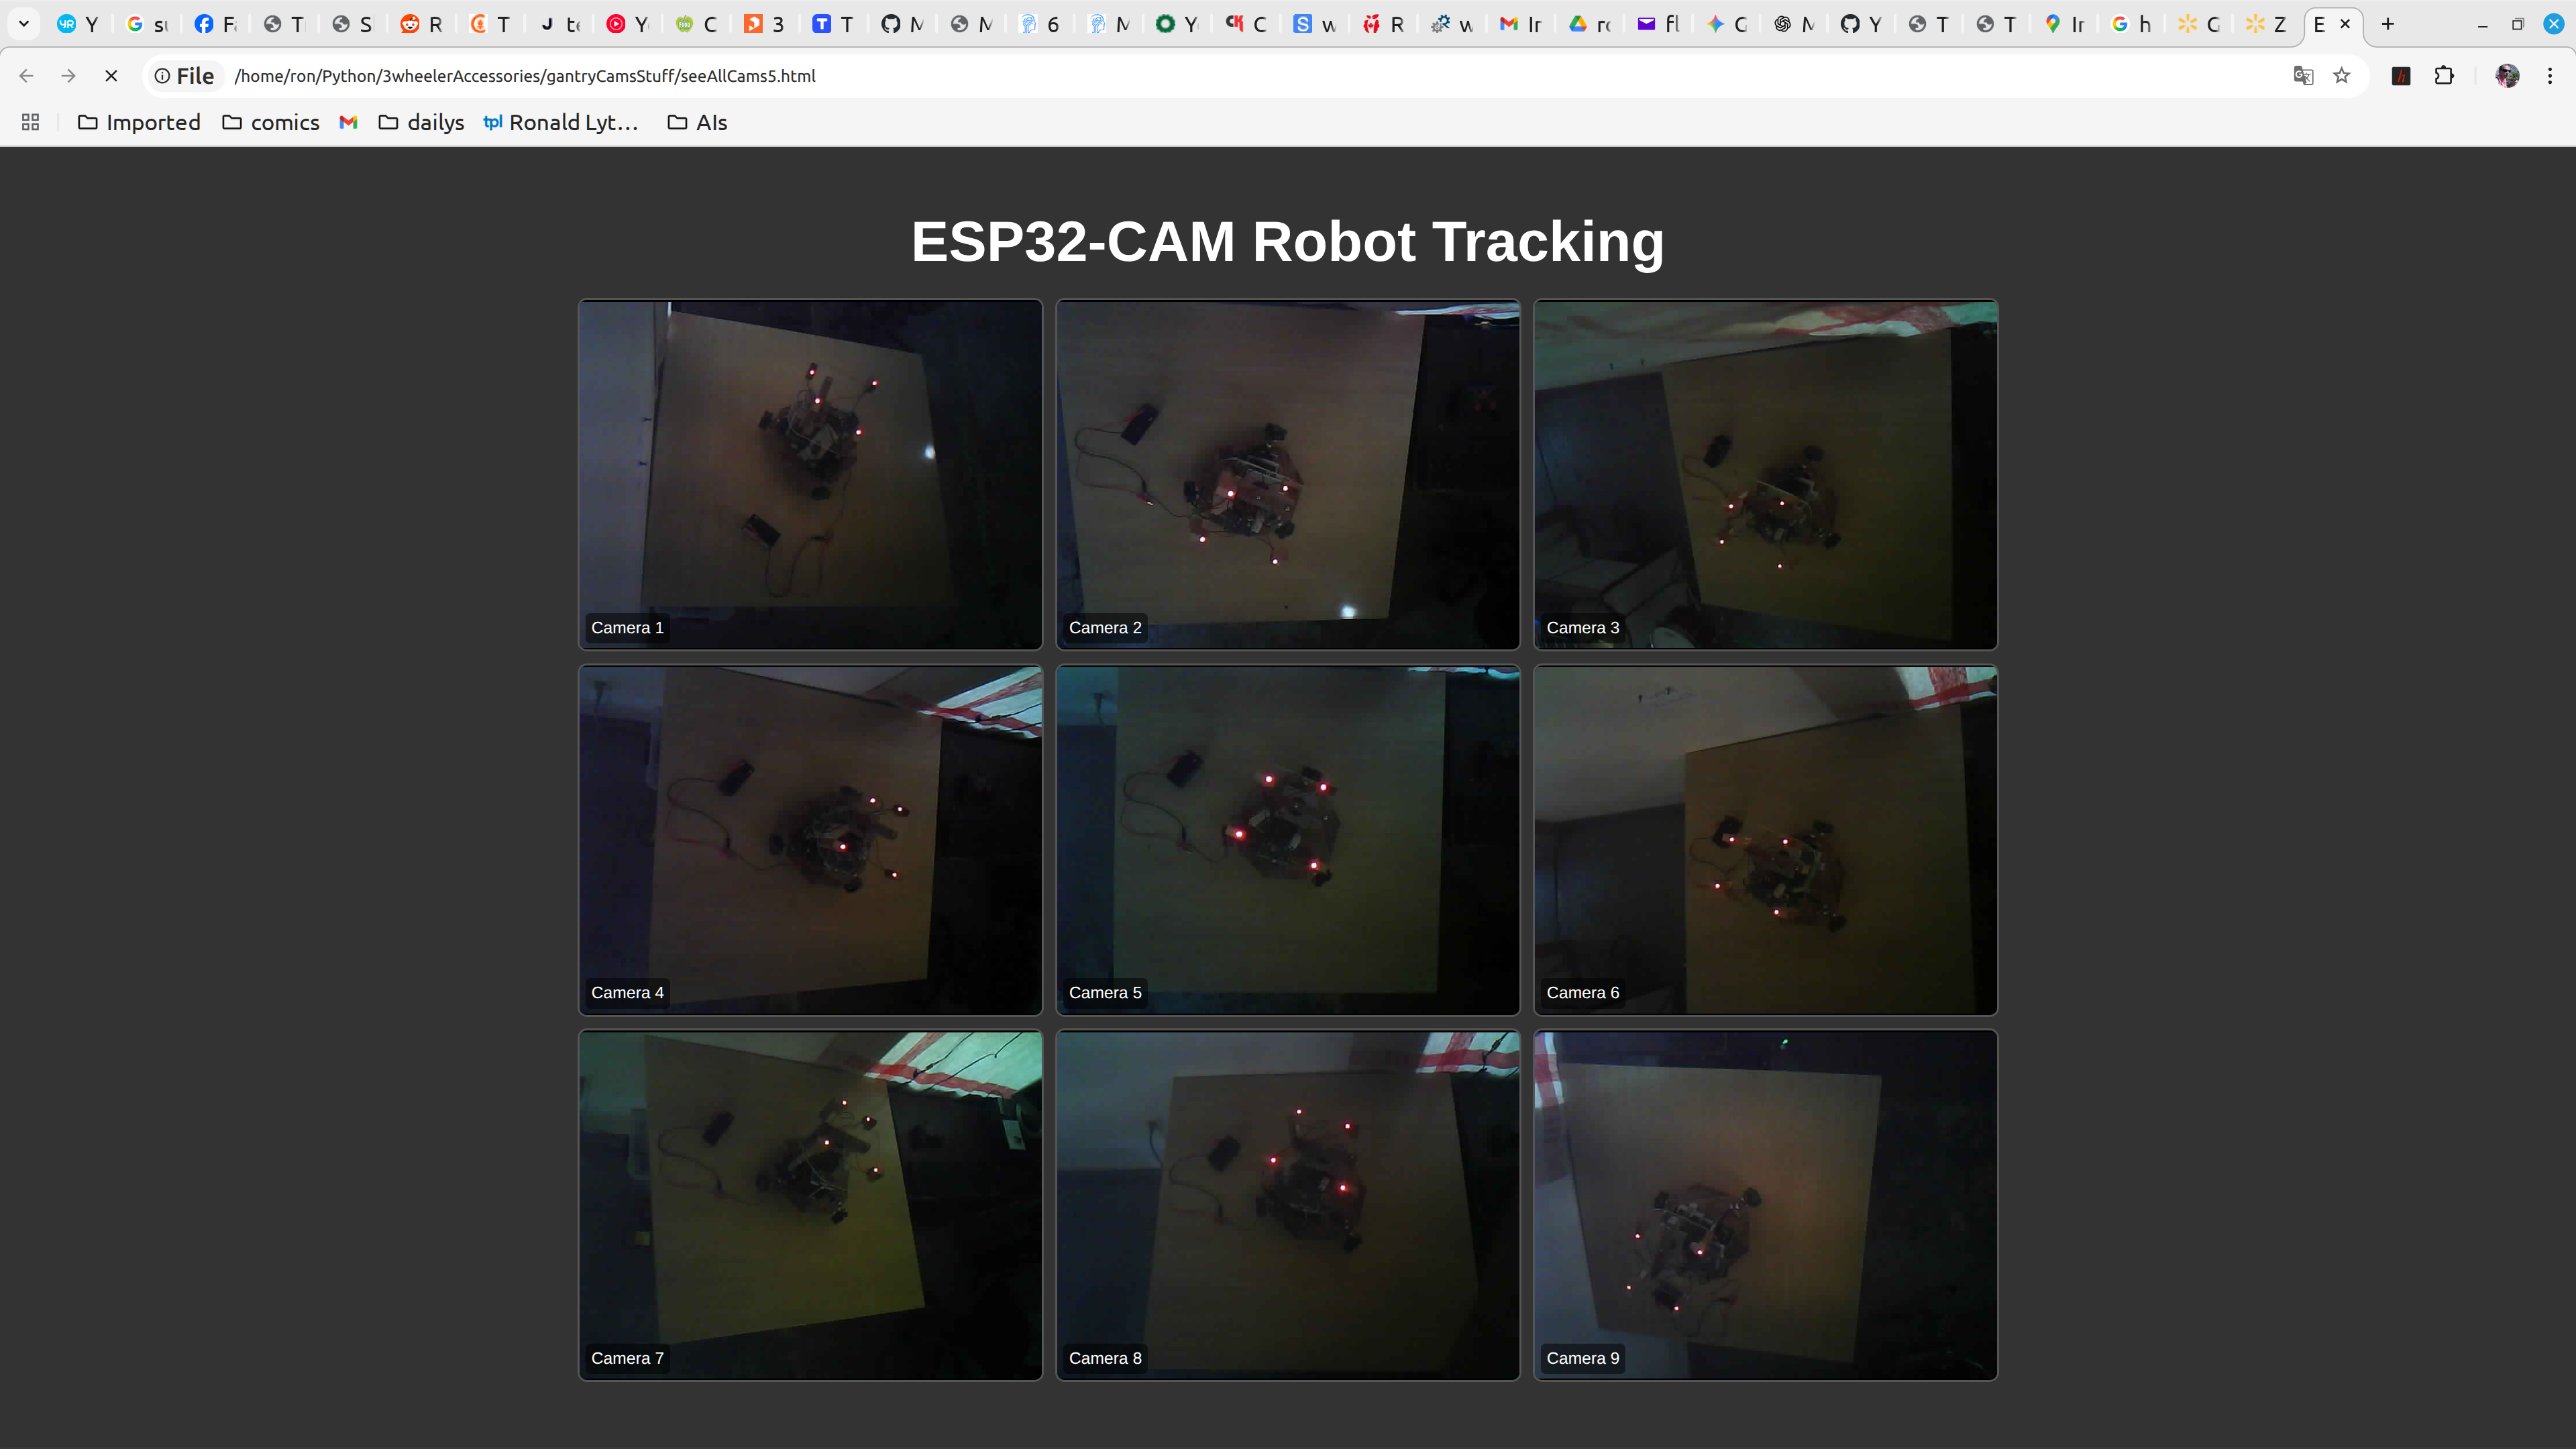 Y st F T S R T te Y C 3 T M M 6 M Y C w R w Ir rc fl C M Y T T Ir h C Z E
File /home/ron/Python/3wheelerAccessories/gantryCamsStuff/seeAllCams5.html
Imported comics dailys tpl Ronald Lyt... AIs
ESP32-CAM Robot Tracking
Camera 1 Camera 2 Camera 3
Camera 4 Camera 5 Camera 6
Camera 7 Camera 8 Camera 9